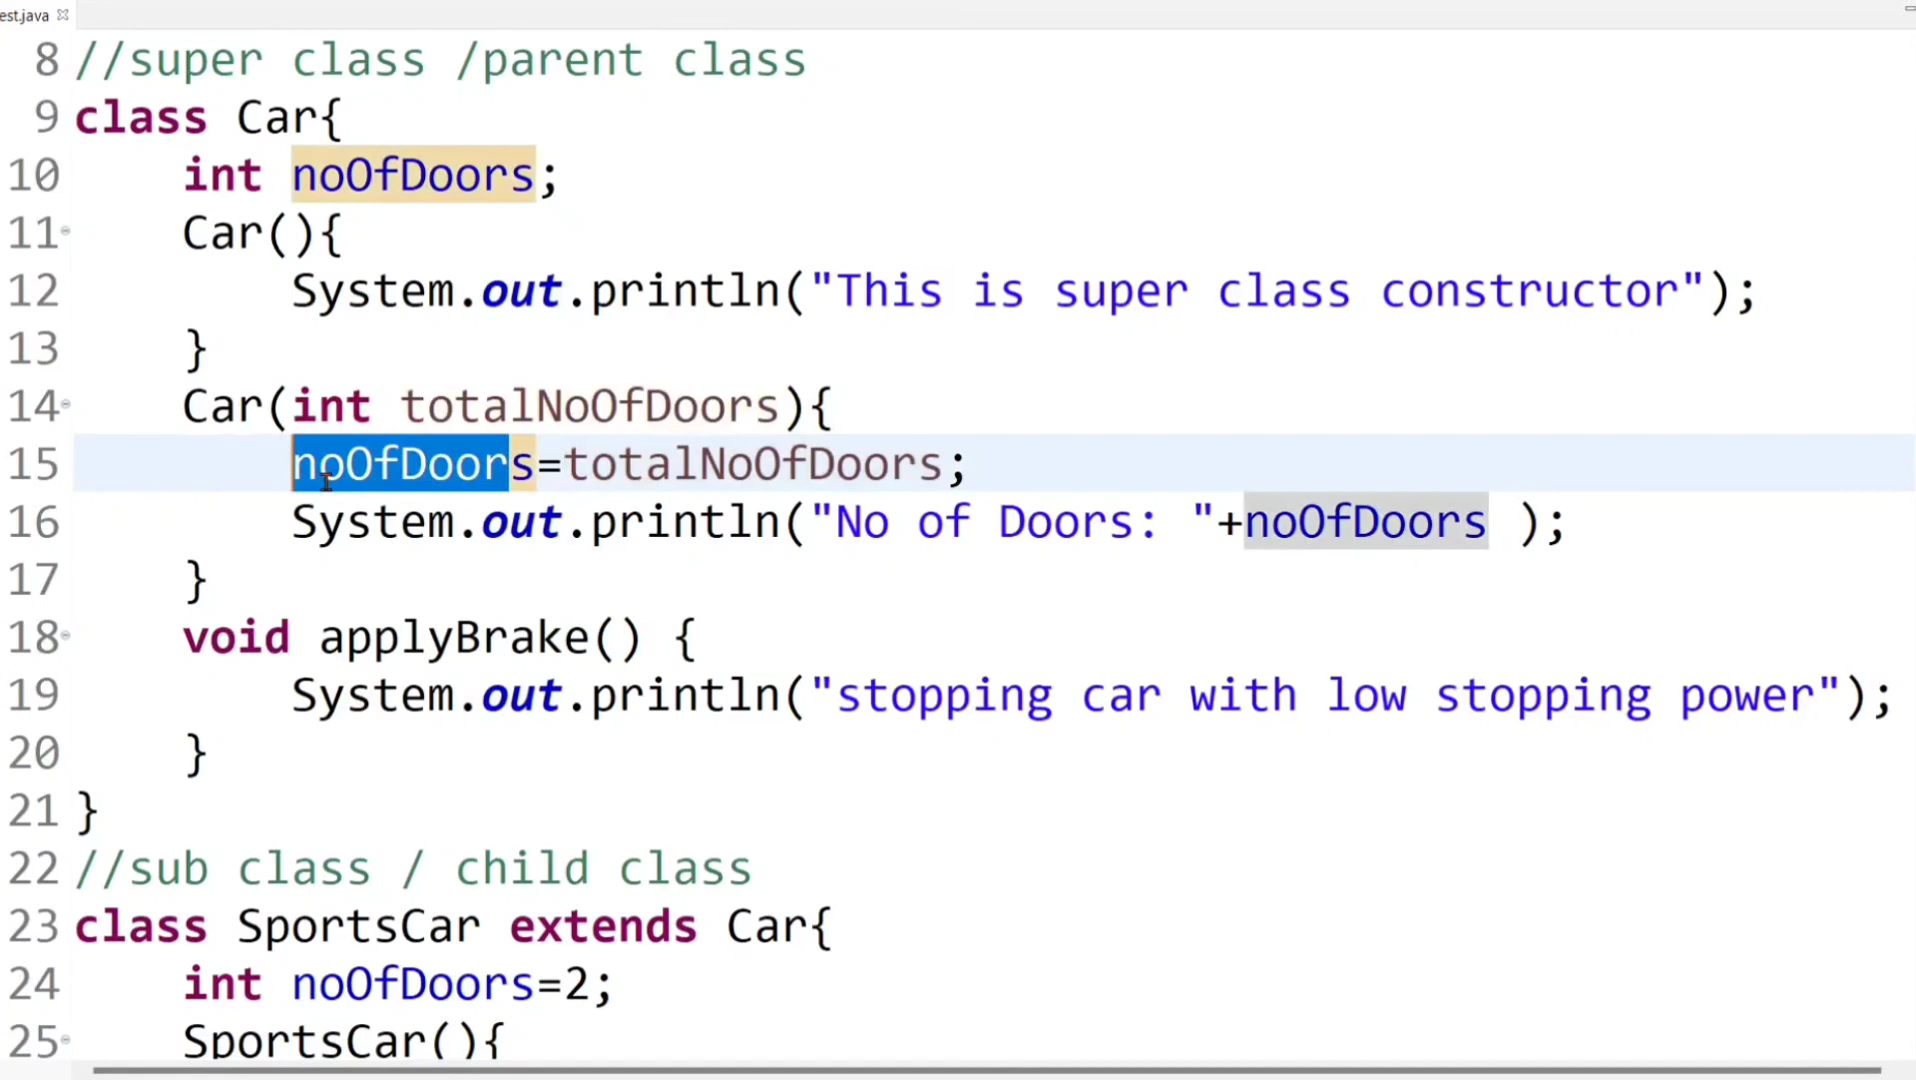 est.java
8 //super class /parent class
9 class Car{
10 int noOfDoors;
11 Car(){
12 System.out.println("This is super class constructor");
13 }
14 Car(int totalNoOfDoors){
15 noOfDoors=totalNoOfDoors;
16 System.out.println("No of Doors: "+noOfDoors );
17 }
18 void applyBrake() {
19 System.out.println("stopping car with low stopping power");
20 }
21 }
22 //sub class / child class
23 class SportsCar extends Car{
24 int noOfDoors=2;
25 SportsCar(){